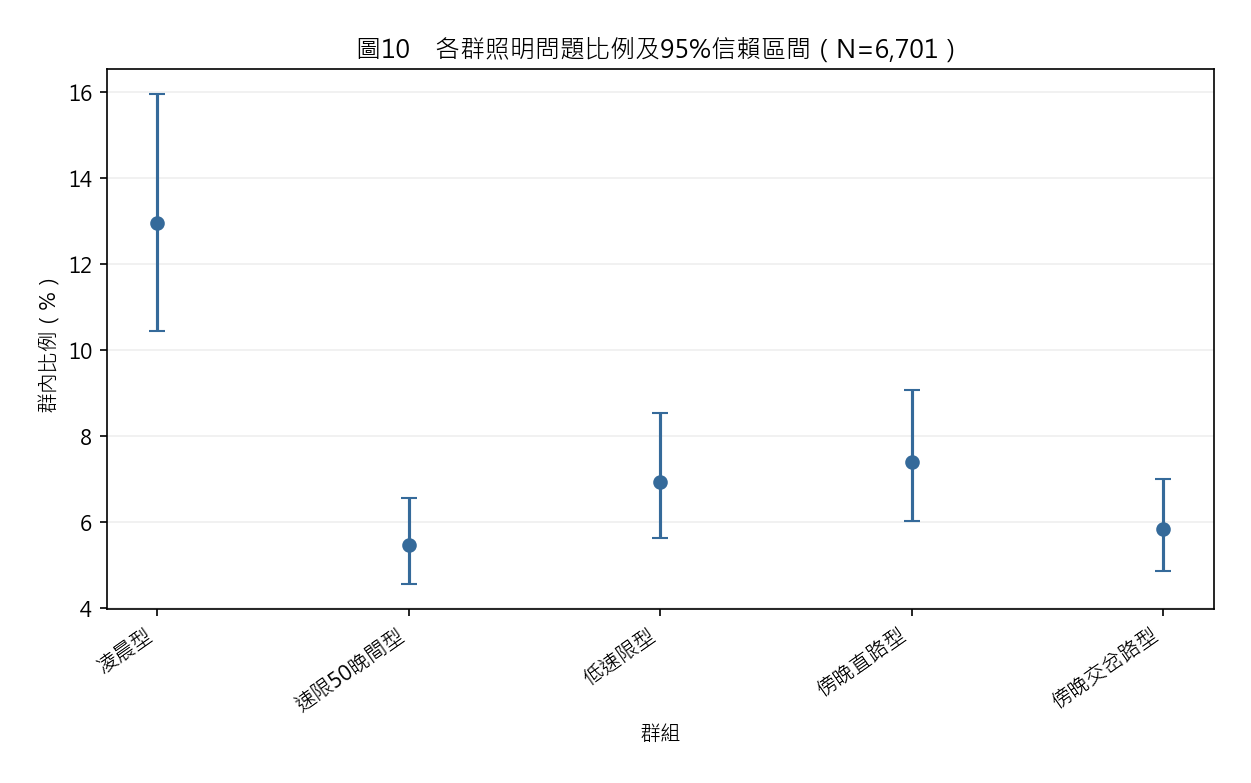 圖10　各群照明問題比例及95%信賴區間（N=6,701）
群內比例（%）
16
14
12
10
8
6
4
凌晨型
速限50晚間型
低速限型
傍晚直路型
傍晚交岔路型
群組